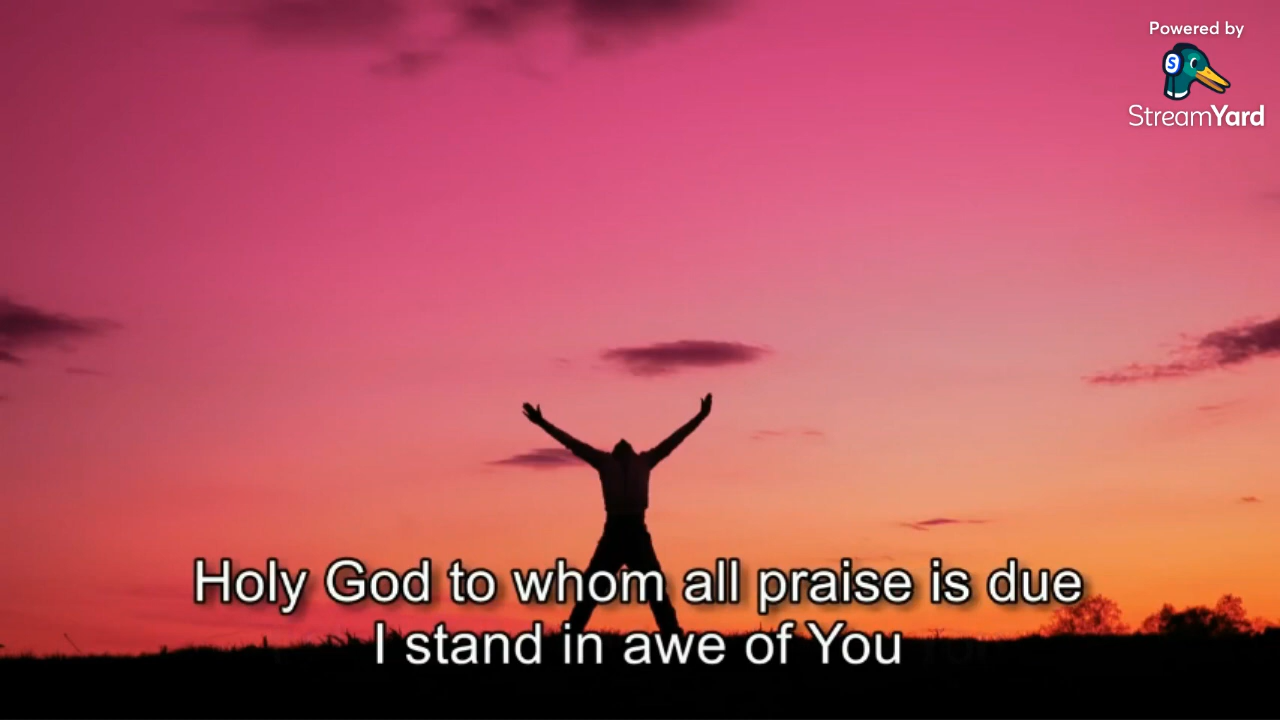 Powered by
S
StreamYard
Holy God to whom all praise is due
I stand in awe of You